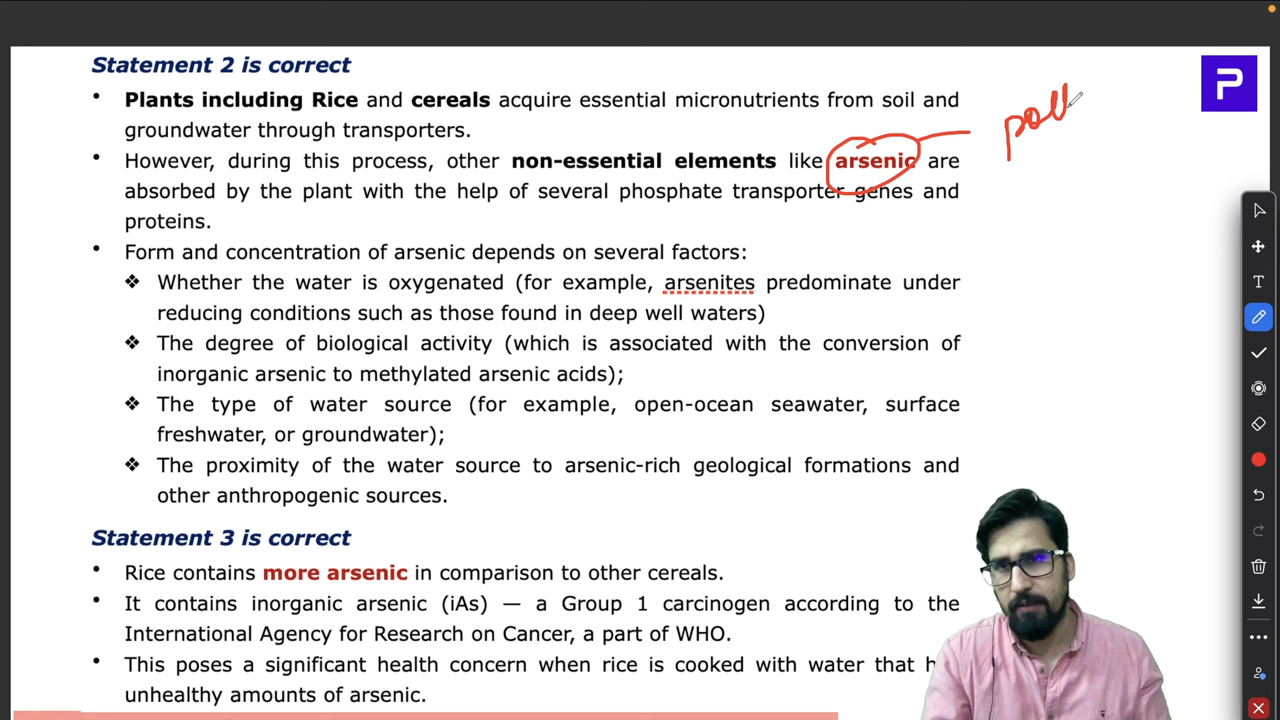 Statement 2 is correct
• Plants including Rice and cereals acquire essential micronutrients from soil and
groundwater through transporters.
• However, during this process, other non-essential elements like arsenic are
absorbed by the plant with the help of several phosphate transporter genes and
proteins.
• Form and concentration of arsenic depends on several factors:
❖ Whether the water is oxygenated (for example, arsenites predominate under
reducing conditions such as those found in deep well waters)
❖ The degree of biological activity (which is associated with the conversion of
inorganic arsenic to methylated arsenic acids);
❖ The type of water source (for example, open-ocean seawater, surface
freshwater, or groundwater);
❖ The proximity of the water source to arsenic-rich geological formations and
other anthropogenic sources.
Statement 3 is correct
• Rice contains more arsenic in comparison to other cereals.
• It contains inorganic arsenic (iAs) — a Group 1 carcinogen according to the
International Agency for Research on Cancer, a part of WHO.
• This poses a significant health concern when rice is cooked with water that h
unhealthy amounts of arsenic.
poll
P
T